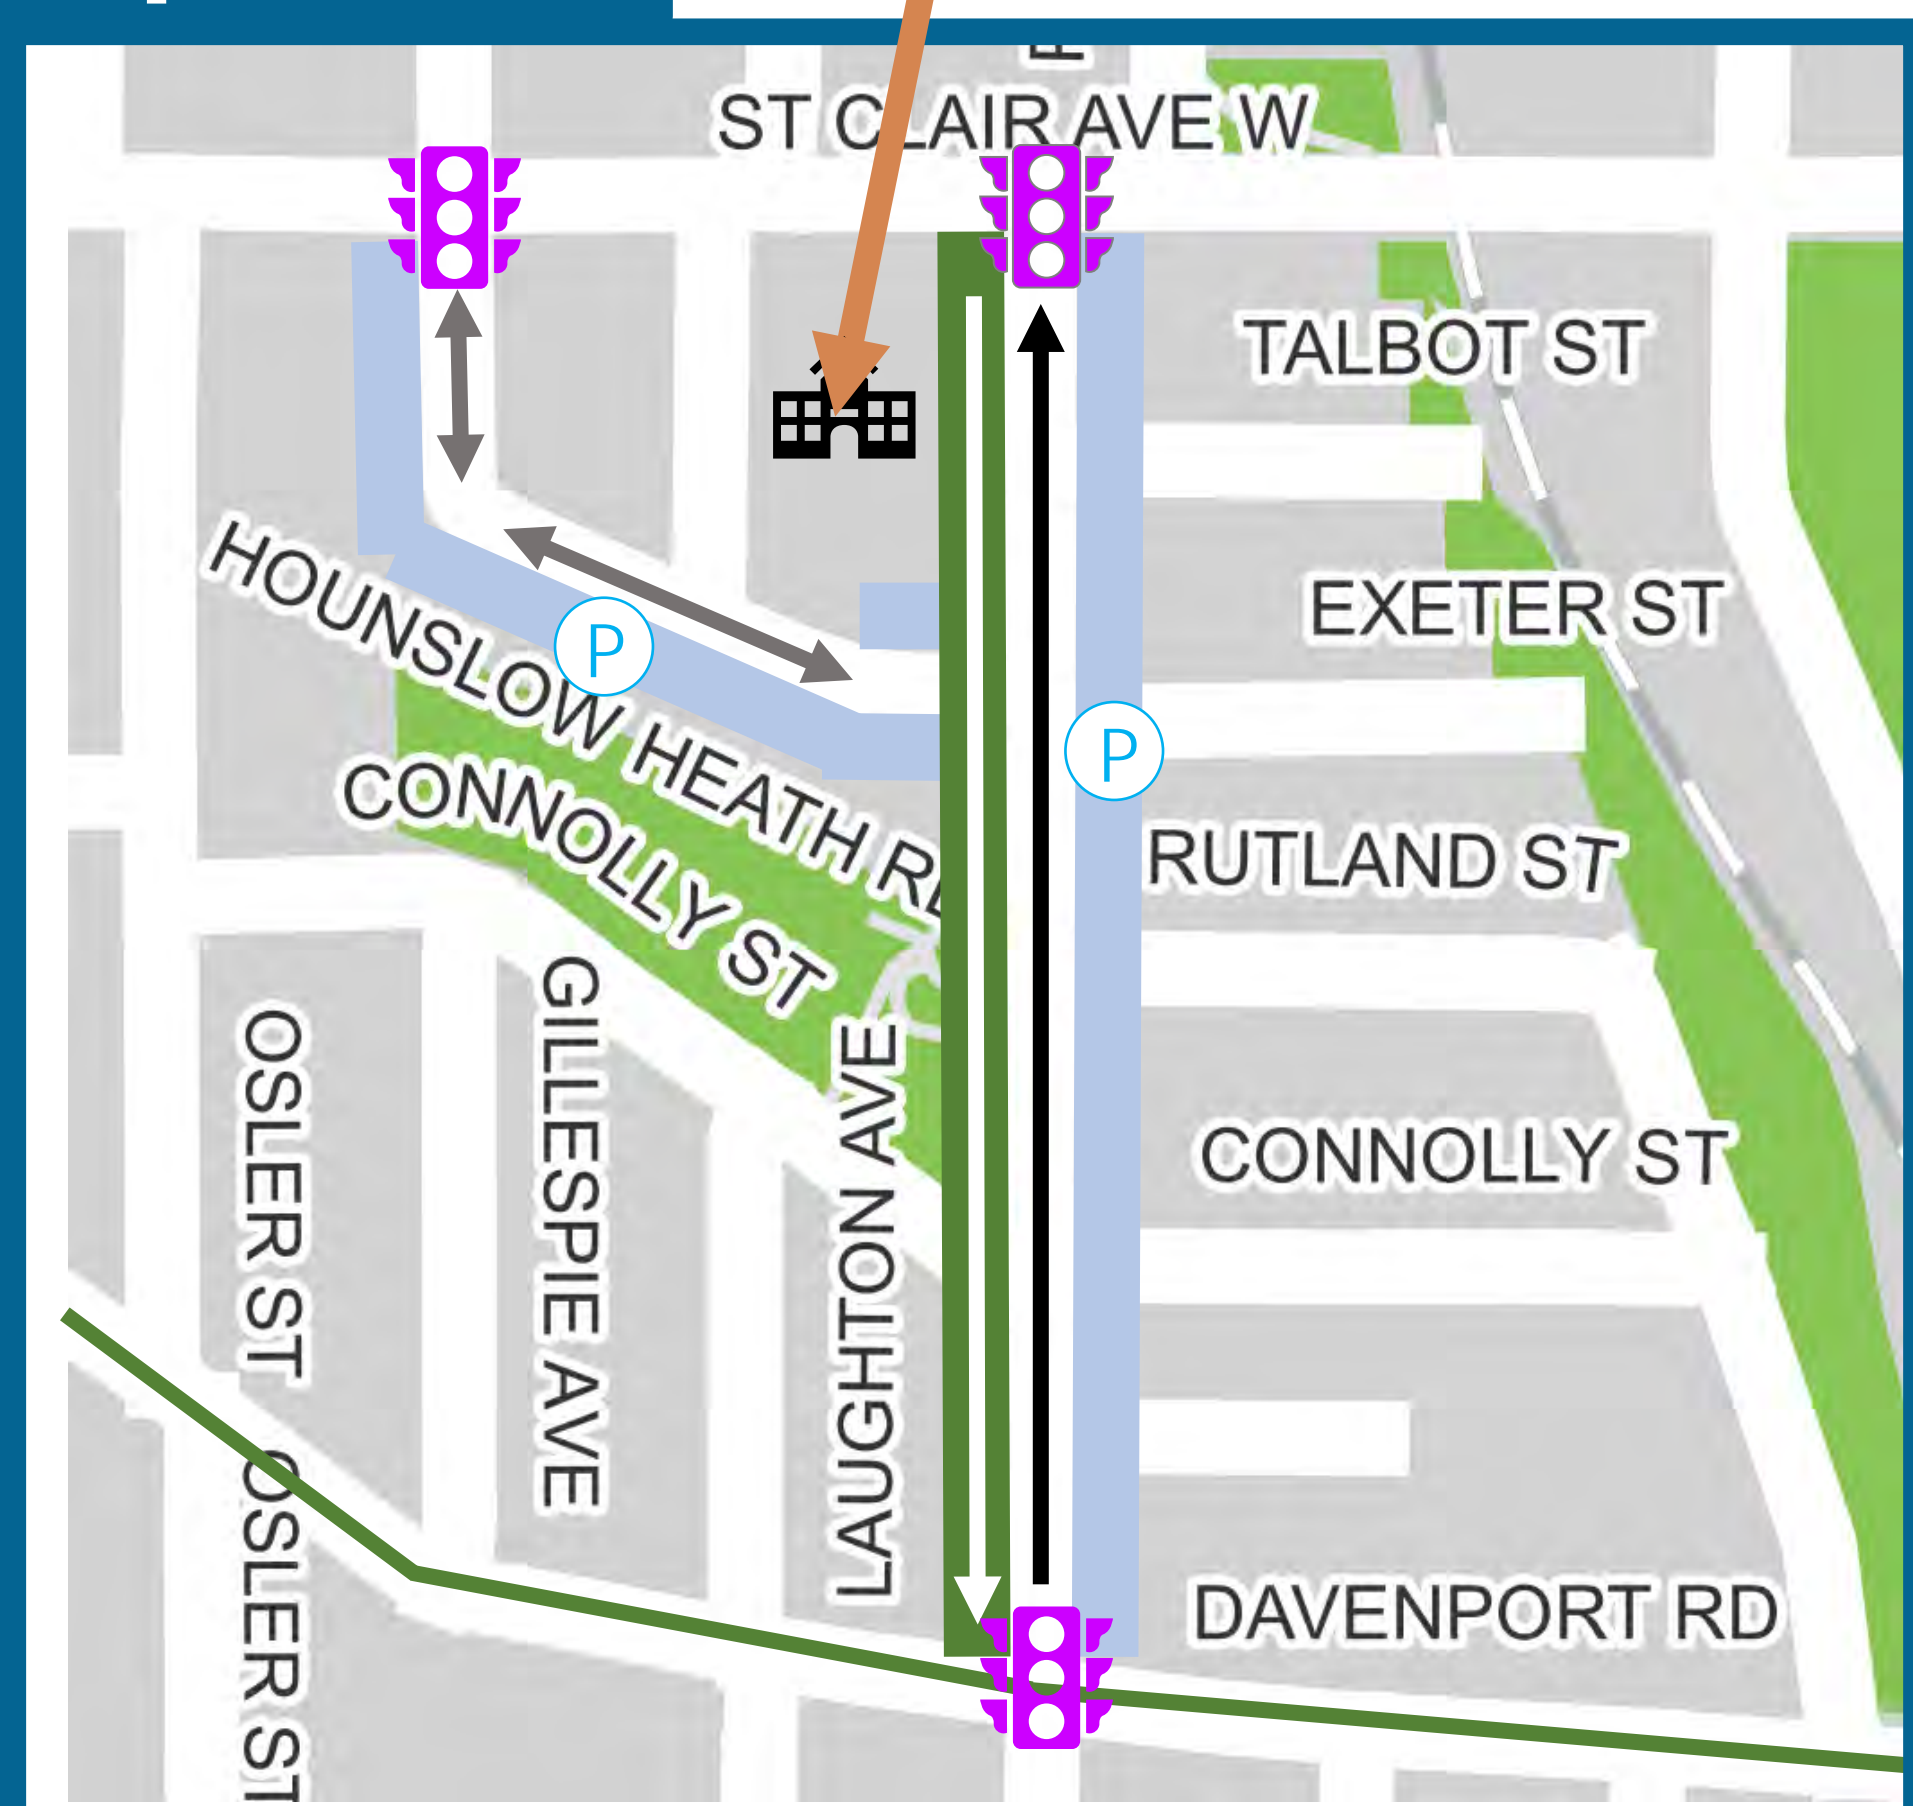 ST CLAIR AVE W
TALBOT ST
HOUNSLOW HEATH
EXETER ST
P
P
CONNOLLY ST
RUTLAND ST
GILLESPIE AVE
OSLER ST
LAUGHTON AVE
CONNOLLY ST
OSLER ST
DAVENPORT RD